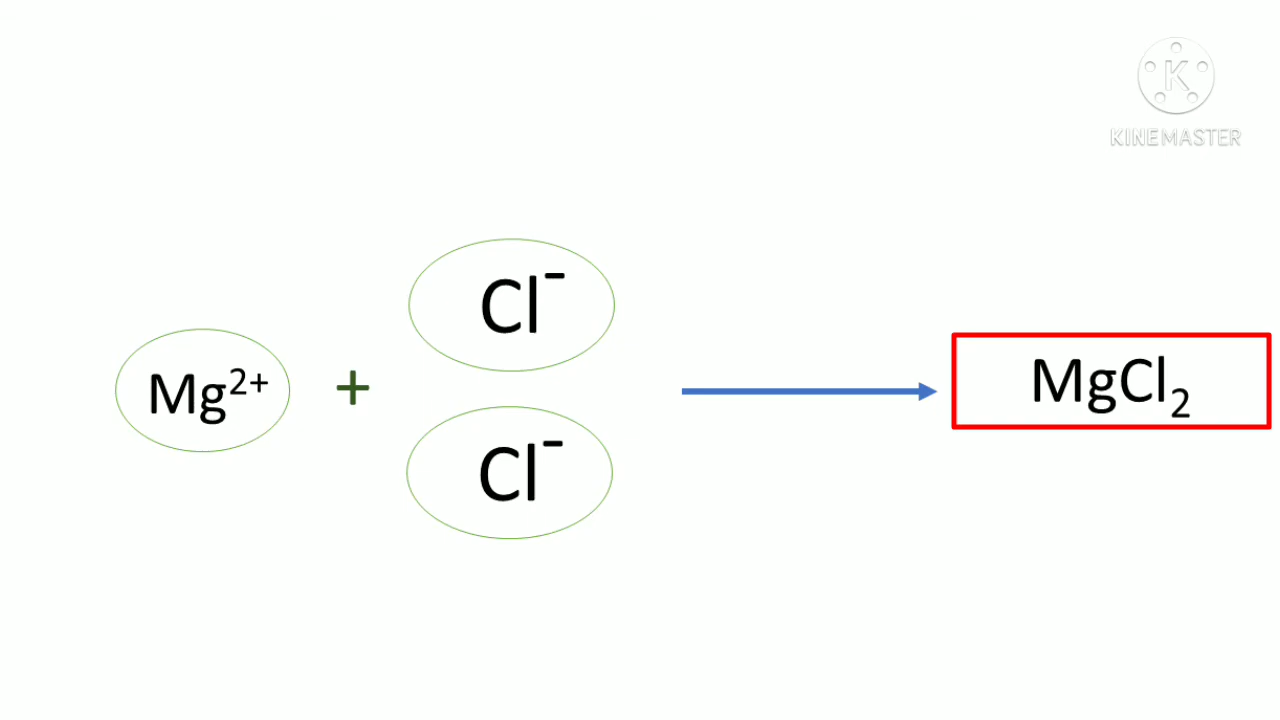 K
KINEMASTER
Cl⁻
Mg²⁺ + 
Cl⁻
MgCl₂